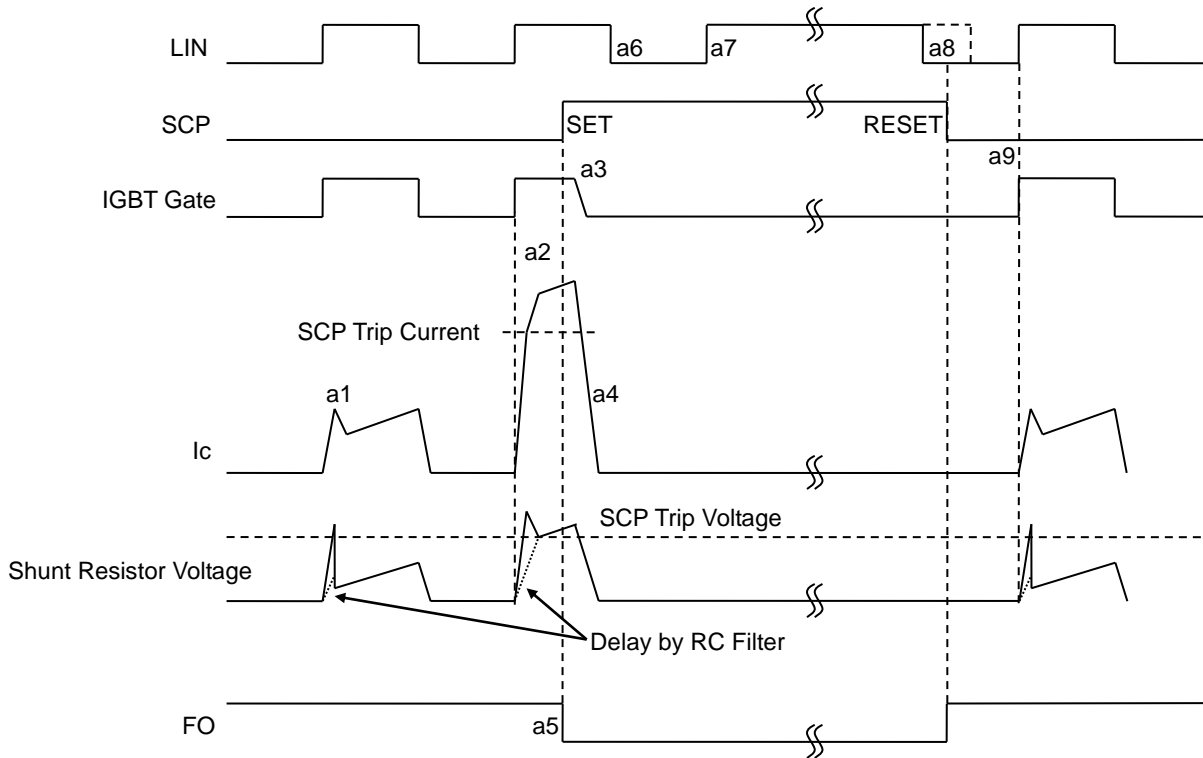 LIN
a6
a7
a8
SCP
SET
RESET
a9
a3
IGBT Gate
a2
SCP Trip Current
a1
a4
Ic
SCP Trip Voltage
Shunt Resistor Voltage
Delay by RC Filter
FO
a5